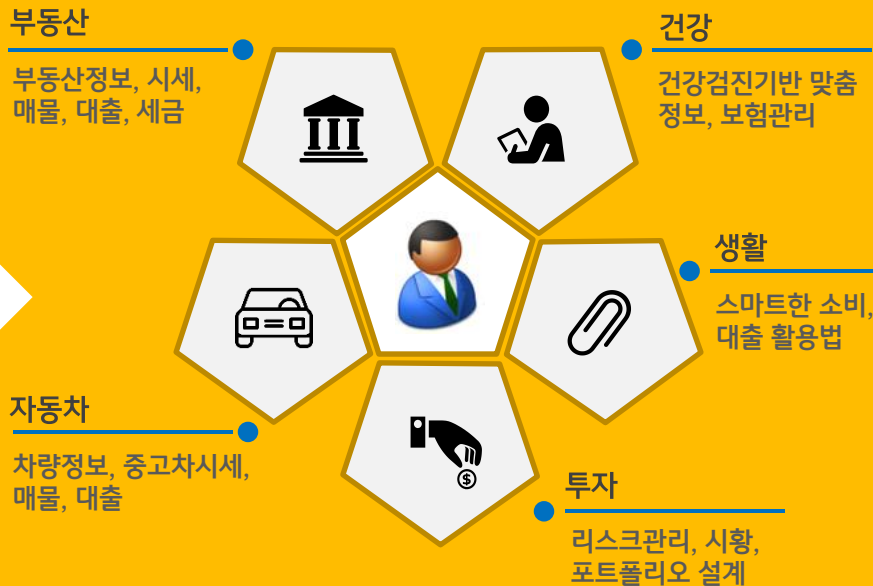 부동산
부동산정보, 시세,
매물, 대출, 세금
건강
건강검진기반 맞춤
정보, 보험관리
생활
스마트한 소비,
대출 활용법
자동차
차량정보, 중고차시세,
매물, 대출
투자
리스크관리, 시황,
포트폴리오 설계
$